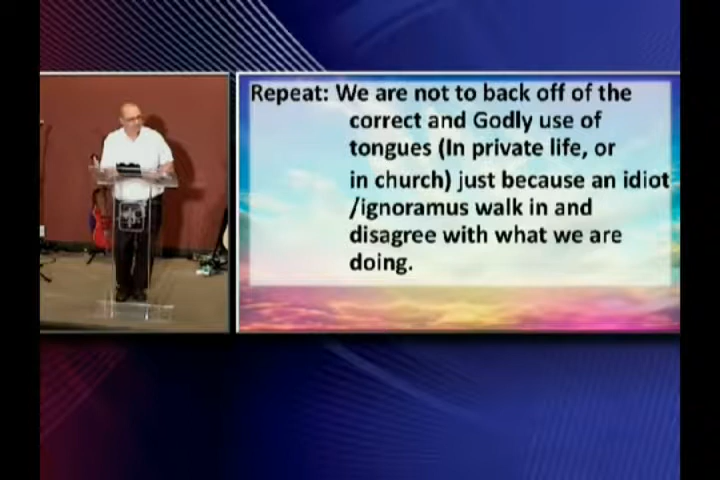 Repeat: We are not to back off of the
correct and Godly use of
tongues (In private life, or
in church) just because an idiot
/ignoramus walk in and
disagree with what we are
doing.